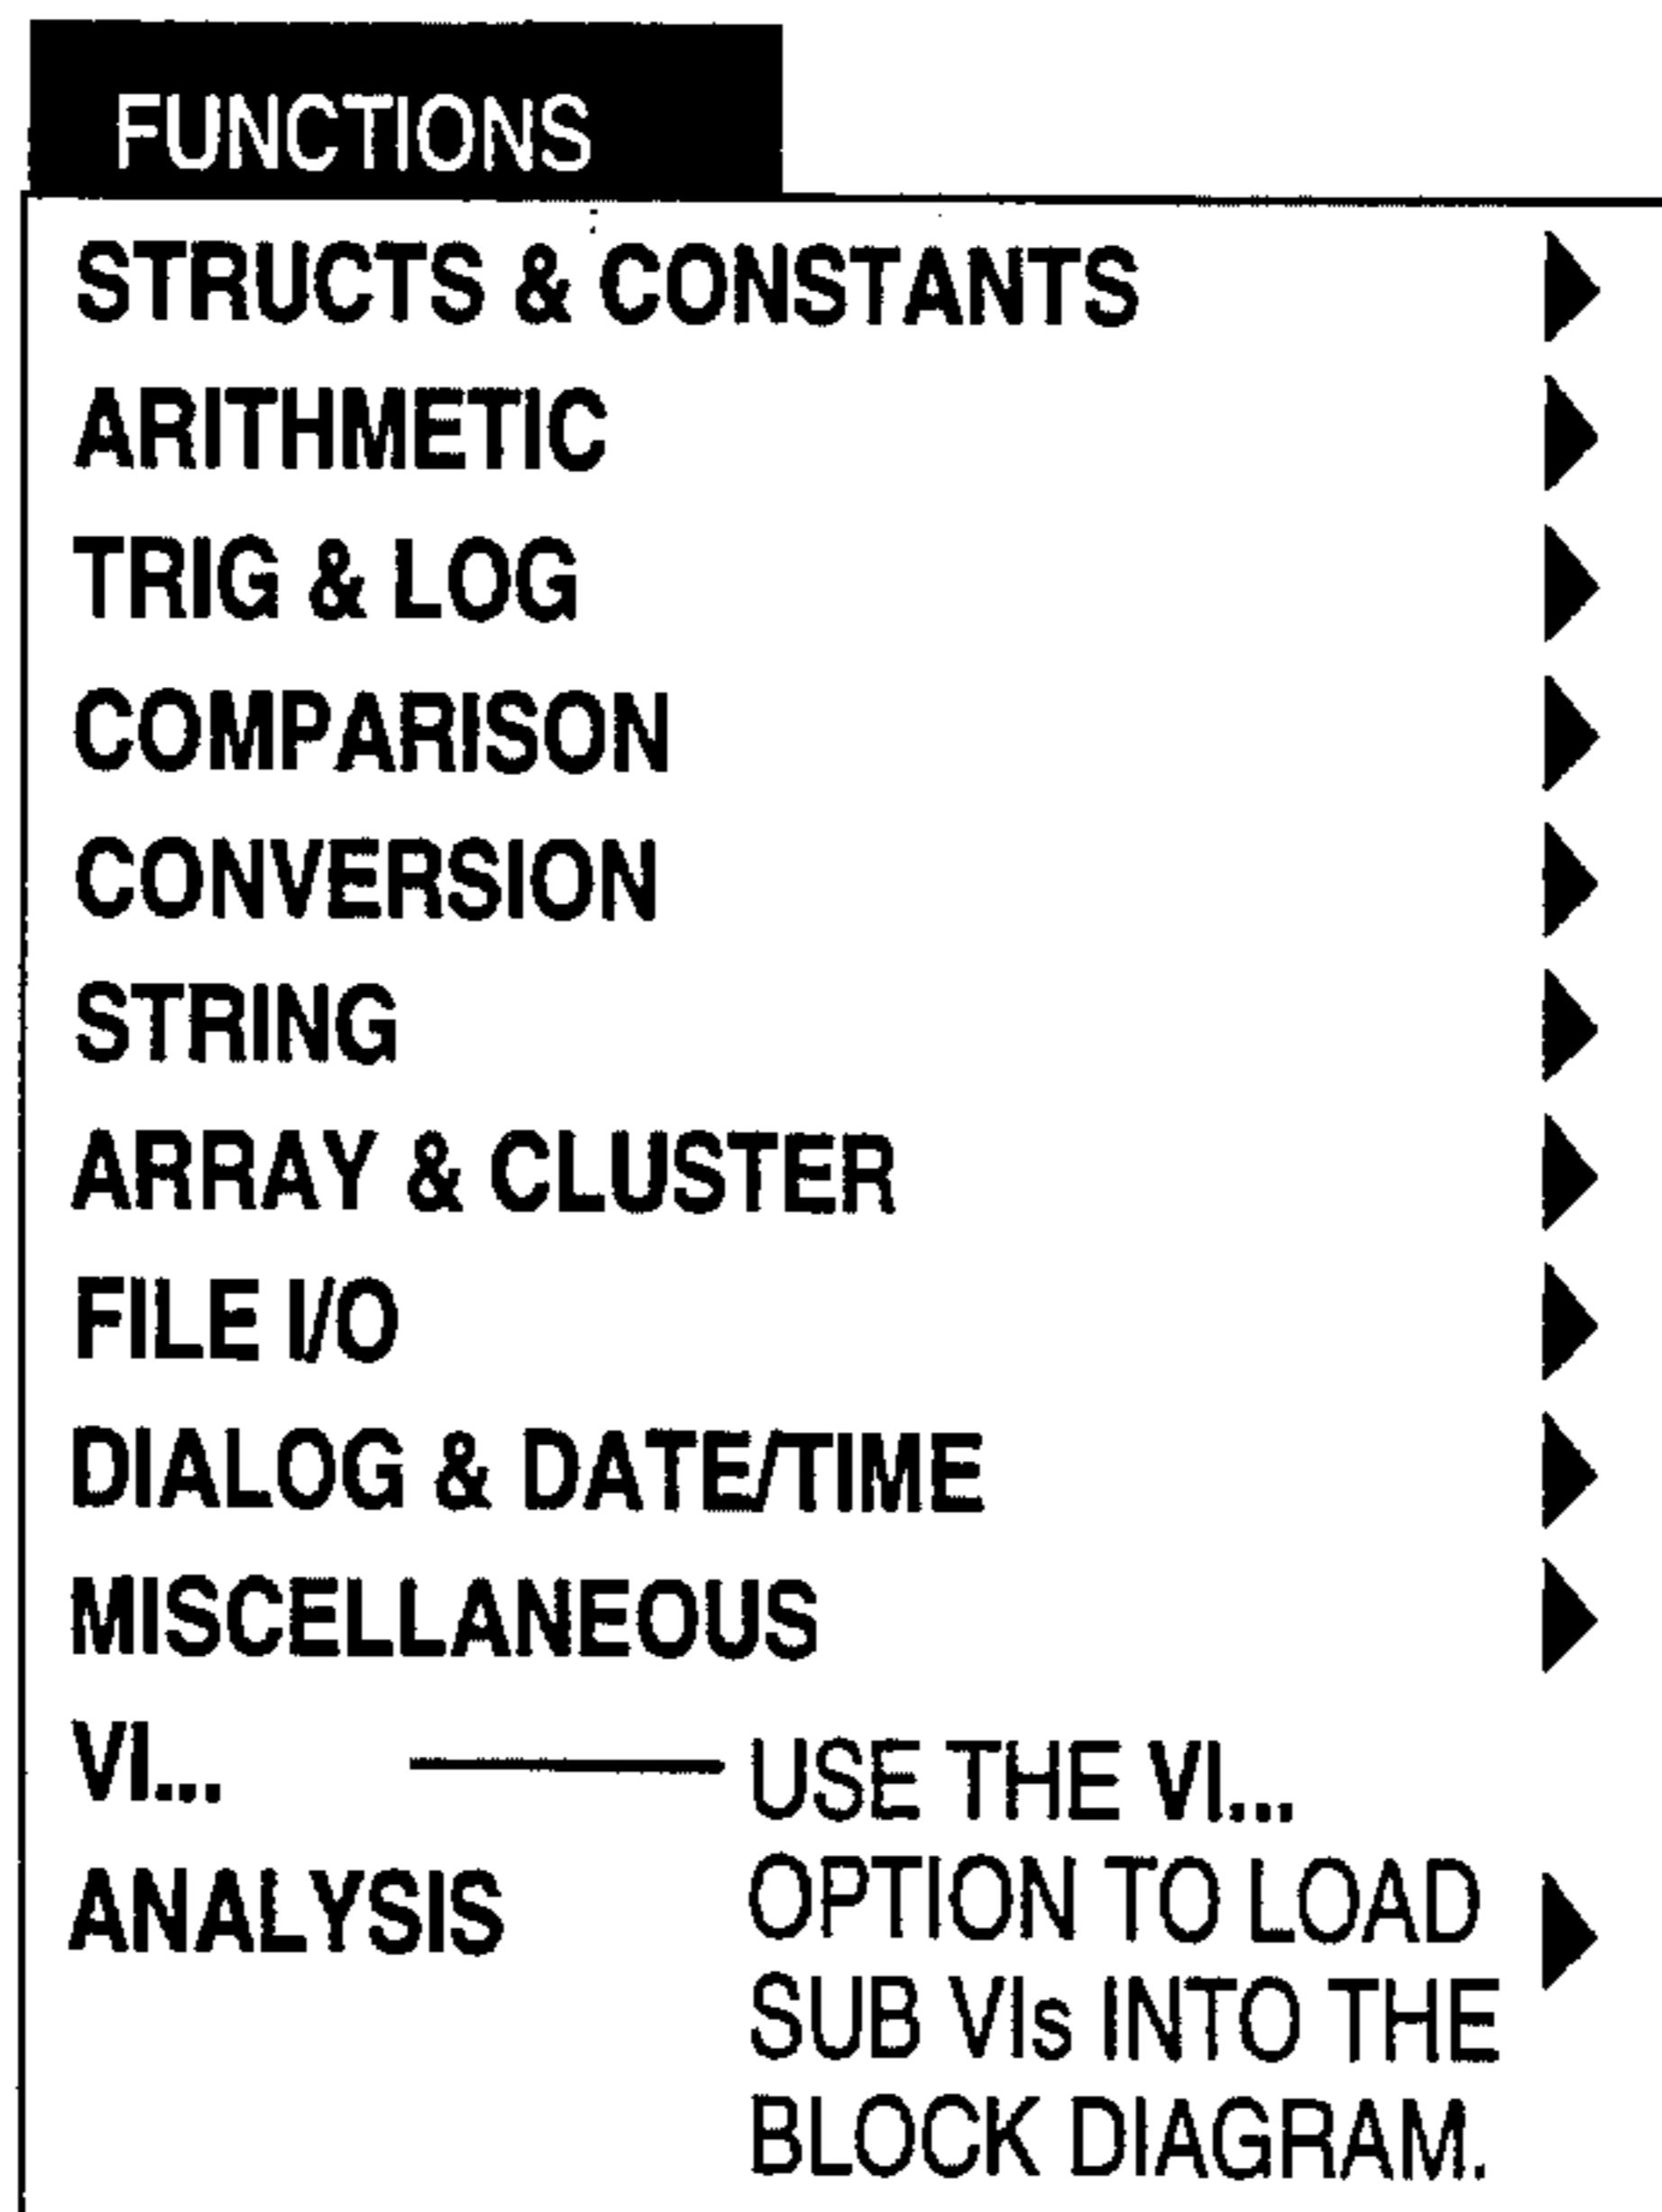 FUNCTIONS
STRUCTS & CONSTANTS
ARITHMETIC
TRIG & LOG
COMPARISON
CONVERSION
STRING
ARRAY & CLUSTER
FILE I/O
DIALOG & DATE/TIME
MISCELLANEOUS
VI...
USE THE VI...
ANALYSIS
OPTION TO LOAD
SUB VIs INTO THE
BLOCK DIAGRAM.